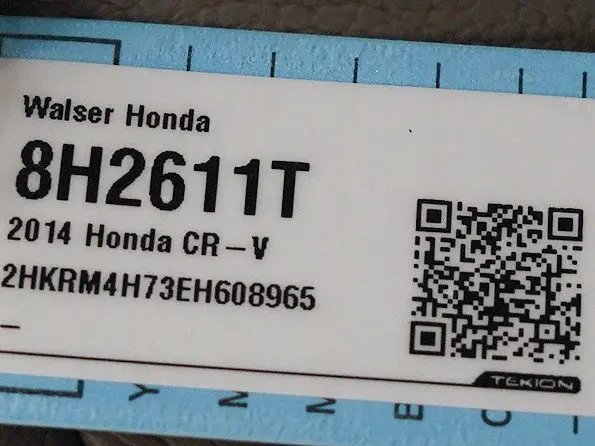 Walser Honda
8H2611T
2014 Honda CR-V
2HKRM4H73EH608965
-
TEKION